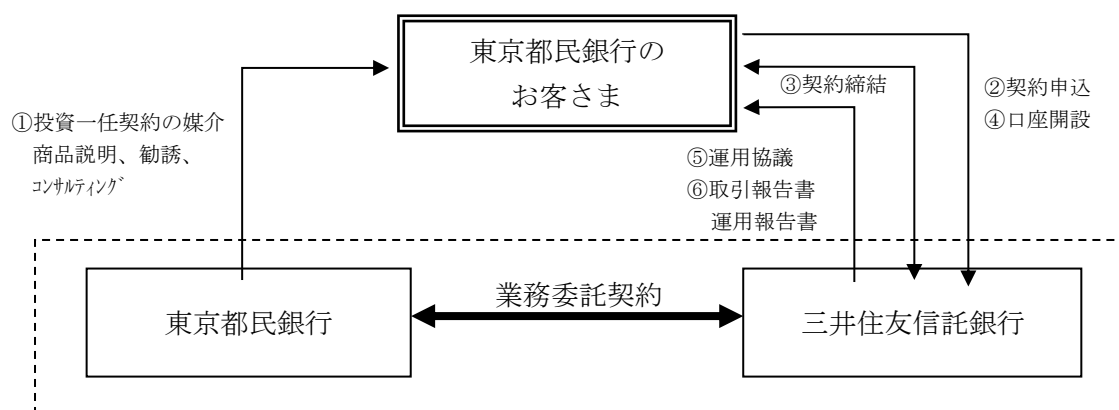 東京都民銀行の
お客さま
①投資一任契約の媒介
商品説明、勧誘、
ｺﾝｻﾙﾃｨﾝｸﾞ
③契約締結
②契約申込
④口座開設
⑤運用協議
⑥取引報告書
運用報告書
東京都民銀行
業務委託契約
三井住友信託銀行